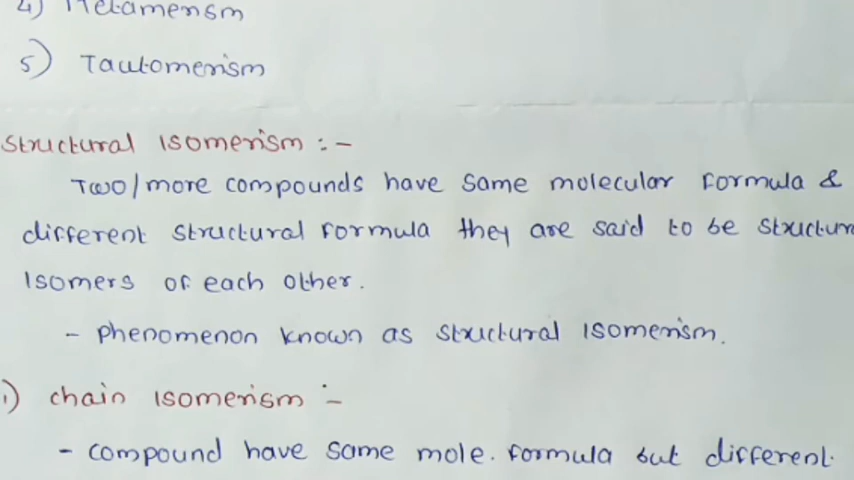 4) Metamerism
5) Tautomerism
Structural Isomerism :-
Two/more compounds have same molecular formula &
different structural formula they are said to be structur
Isomers of each other.
- phenomenon known as structural Isomerism.
1) chain Isomerism :-
- compound have same mole. formula but different